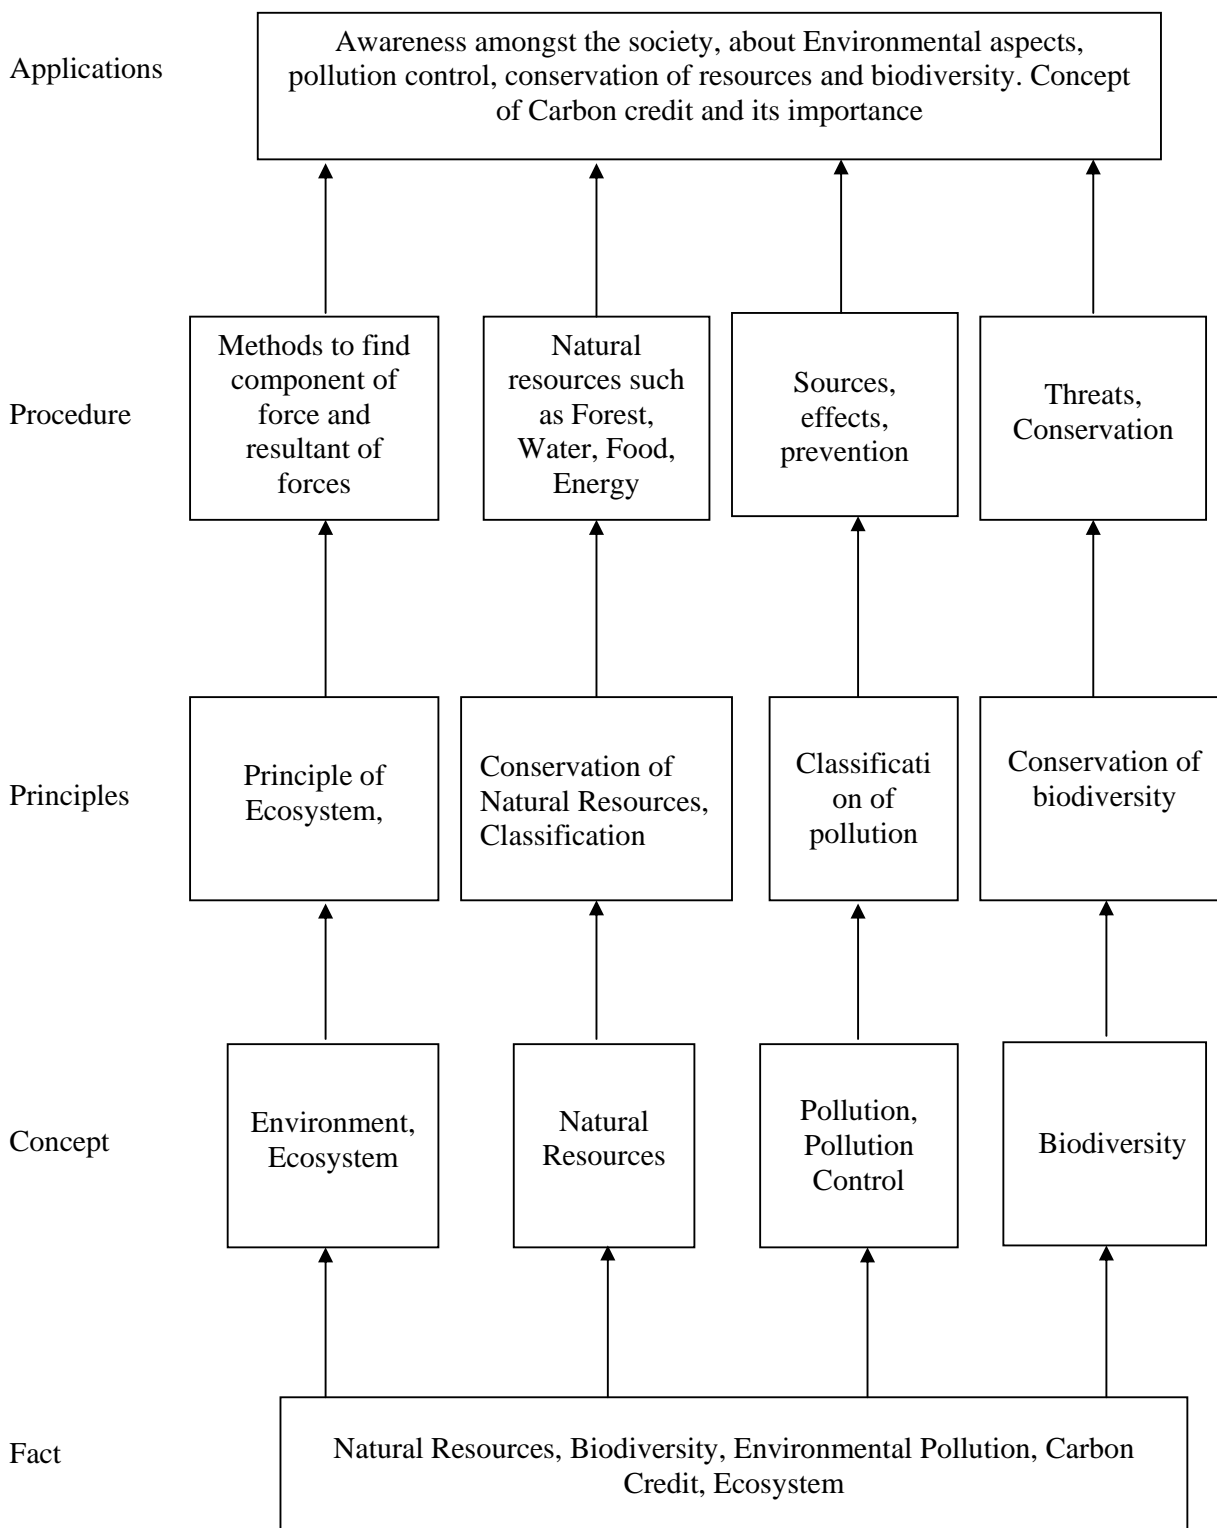 Applications
Awareness amongst the society, about Environmental aspects,
pollution control, conservation of resources and biodiversity. Concept
of Carbon credit and its importance
Procedure
Methods to find
component of
force and
resultant of
forces
Natural
resources such
as Forest,
Water, Food,
Energy
Sources,
effects,
prevention
Threats,
Conservation
Principles
Principle of
Ecosystem,
Conservation of
Natural Resources,
Classification
Classificati
on of
pollution
Conservation of
biodiversity
Concept
Environment,
Ecosystem
Natural
Resources
Pollution,
Pollution
Control
Biodiversity
Fact
Natural Resources, Biodiversity, Environmental Pollution, Carbon
Credit, Ecosystem